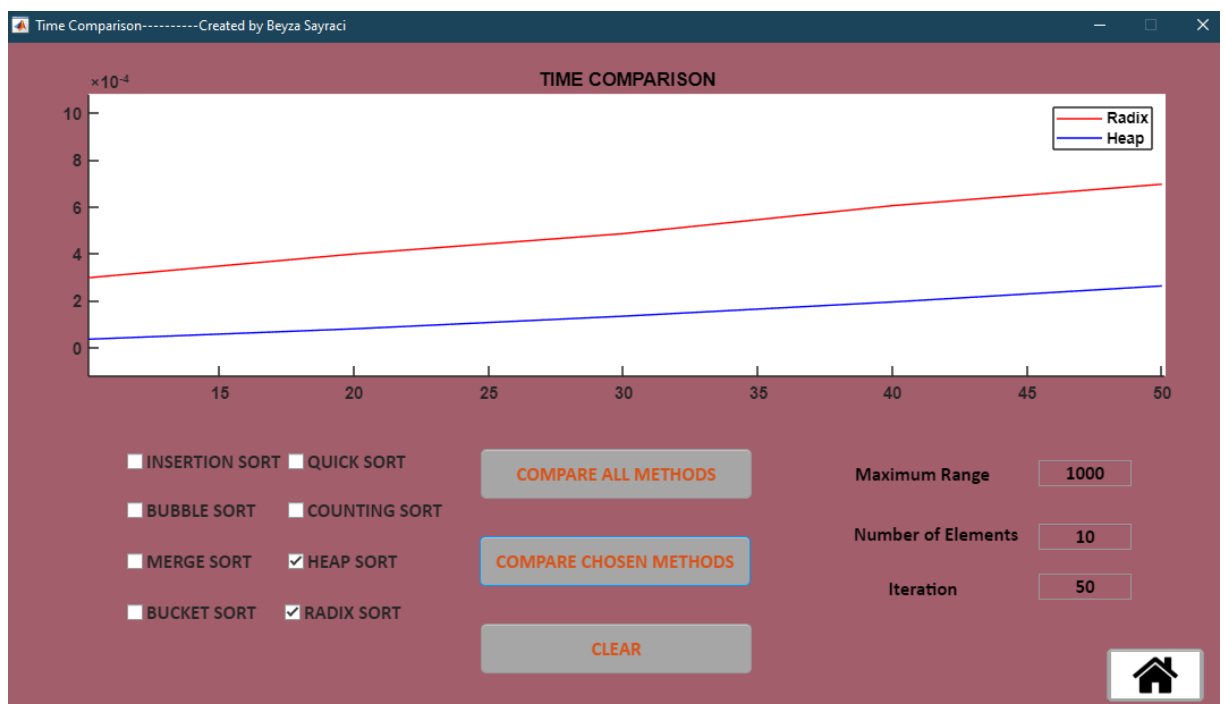 Time Comparison----------Created by Beyza Sayraci
×10-4
TIME COMPARISON
10
8
6
4
2
0
Radix
Heap
15 20 25 30 35 40 45 50
INSERTION SORT QUICK SORT
BUBBLE SORT COUNTING SORT
MERGE SORT HEAP SORT
BUCKET SORT RADIX SORT
COMPARE ALL METHODS
COMPARE CHOSEN METHODS
CLEAR
Maximum Range 1000
Number of Elements 10
Iteration 50